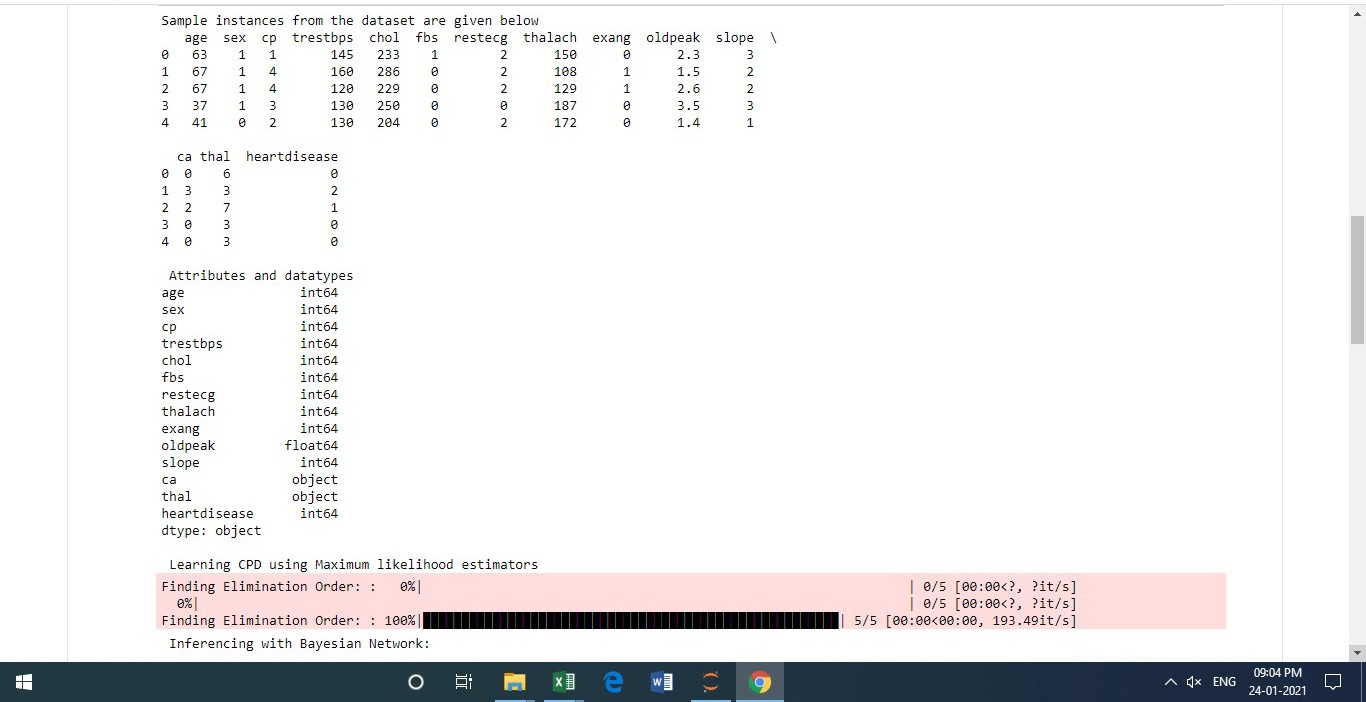 Sample instances from the dataset are given below
age sex cp trestbps chol fbs restecg thalach exang oldpeak slope \
0 63 1 1 145 233 1 2 150 0 2.3 3
1 67 1 4 160 286 0 2 108 1 1.5 2
2 67 1 4 120 229 0 2 129 1 2.6 2
3 37 1 3 130 250 0 0 187 0 3.5 3
4 41 0 2 130 204 0 2 172 0 1.4 1
ca thal heartdisease
0 0 6 0
1 3 3 2
2 2 7 1
3 0 3 0
4 0 3 0
Attributes and datatypes
age int64
sex int64
cp int64
trestbps int64
chol int64
fbs int64
restecg int64
thalach int64
exang int64
oldpeak float64
slope int64
ca object
thal object
heartdisease int64
dtype: object
Learning CPD using Maximum likelihood estimators
Finding Elimination Order: : 0%| | 0/5 [00:00<?, ?it/s]
0%| | 0/5 [00:00<?, ?it/s]
Finding Elimination Order: : 100%|██████████| 5/5 [00:00<00:00, 193.49it/s]
Inferencing with Bayesian Network:
ENG
09:04 PM
24-01-2021